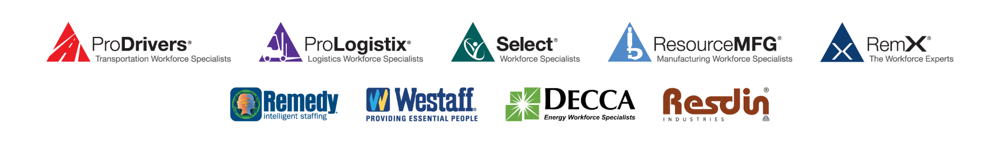 ProDrivers®
Transportation Workforce Specialists
ProLogistix®
Logistics Workforce Specialists
Select®
Workforce Specialists
ResourceMFG®
Manufacturing Workforce Specialists
RemX®
The Workforce Experts
Remedy
intelligent staffing
W Westaff®
PROVIDING ESSENTIAL PEOPLE
DECCA
Energy Workforce Specialists
Resdin®
INDUSTRIES